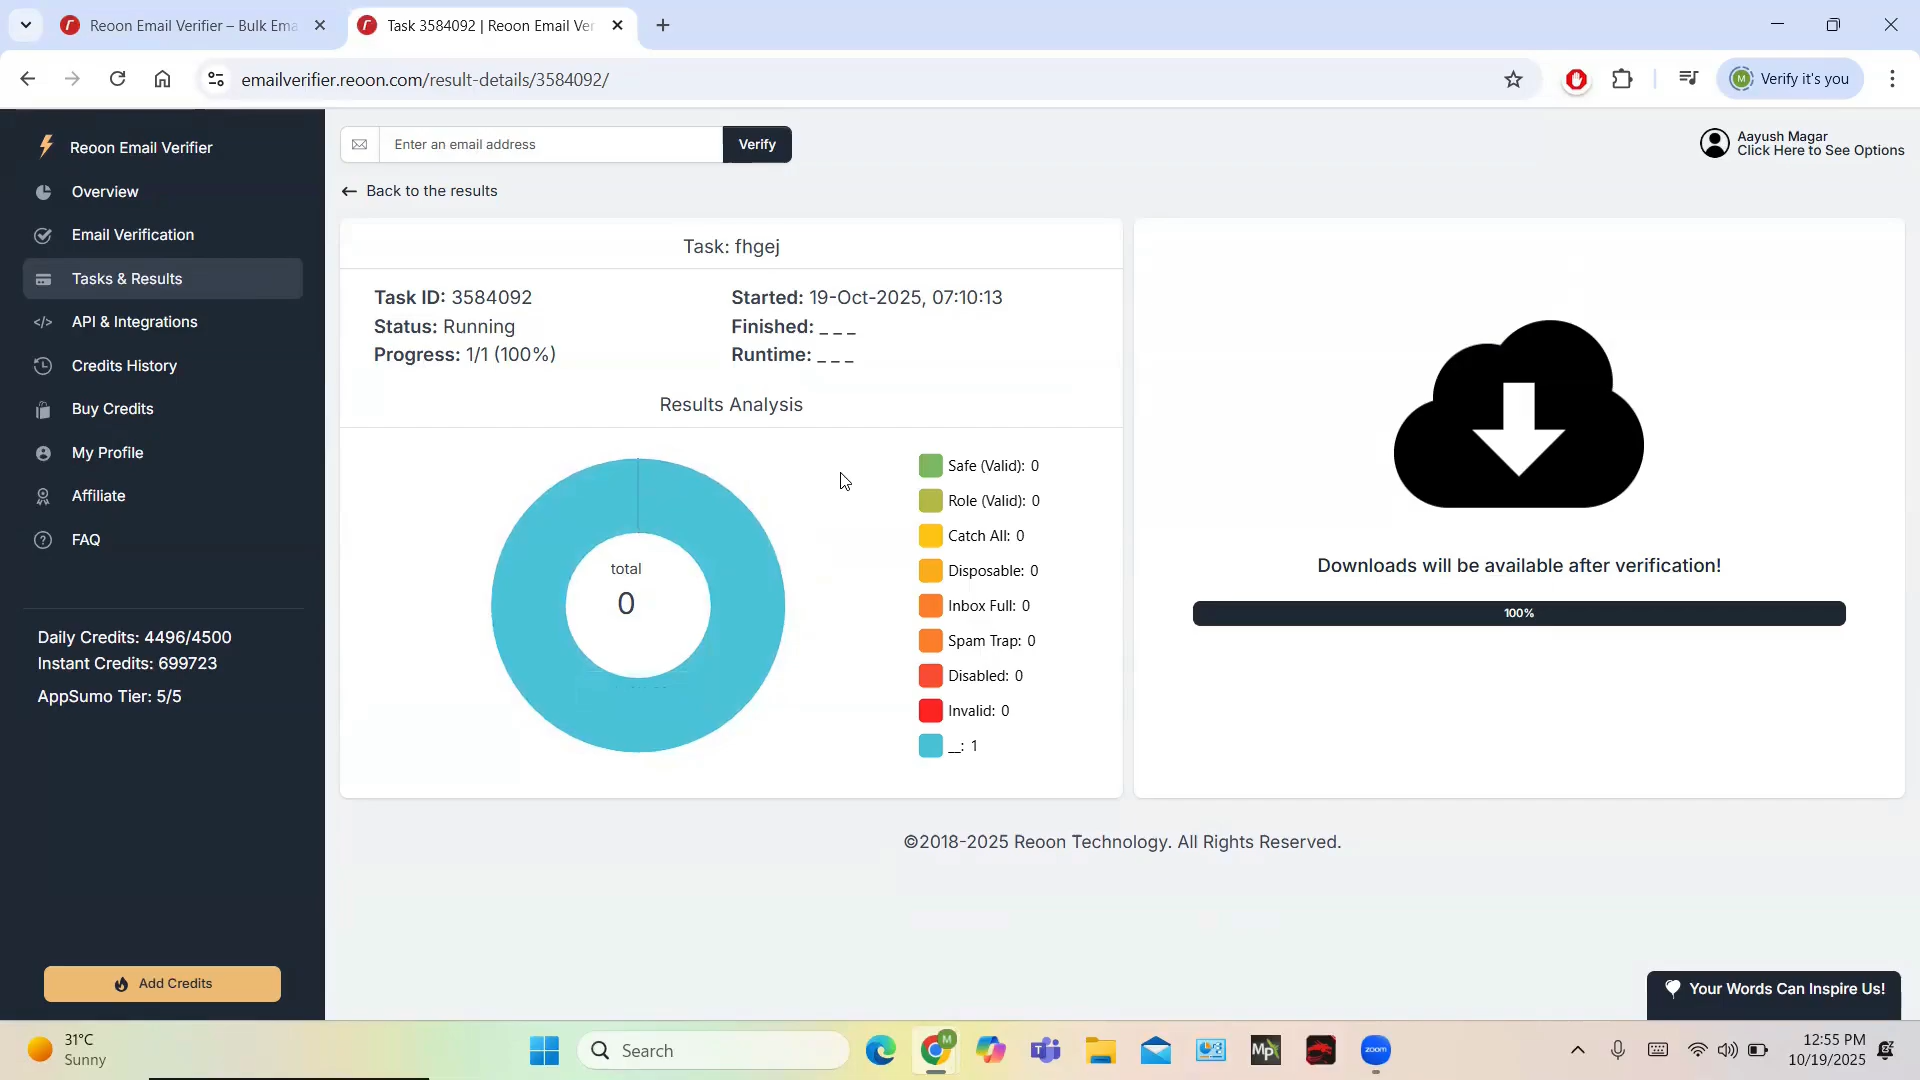 Reoon Email Verifier – Bulk Ema
Task 3584092 | Reoon Email Ver
emailverifier.reoon.com/result-details/3584092/
M
Verify it's you
Reoon Email Verifier
Enter an email address
Verify
Aayush Magar
Click Here to See Options
Overview
Email Verification
Tasks & Results
API & Integrations
Credits History
Buy Credits
My Profile
Affiliate
FAQ
Daily Credits: 4496/4500
Instant Credits: 699723
AppSumo Tier: 5/5
Add Credits
Back to the results
Task: fhgej
Task ID: 3584092
Started: 19-Oct-2025, 07:10:13
Status: Running
Finished: _ _ _
Progress: 1/1 (100%)
Runtime: _ _ _
Results Analysis
total
0
Safe (Valid): 0
Role (Valid): 0
Catch All: 0
Disposable: 0
Inbox Full: 0
Spam Trap: 0
Disabled: 0
Invalid: 0
__: 1
Downloads will be available after verification!
100%
©2018-2025 Reoon Technology. All Rights Reserved.
Your Words Can Inspire Us!
31°C
Sunny
Search
M
Mp
zoom
12:55 PM
10/19/2025